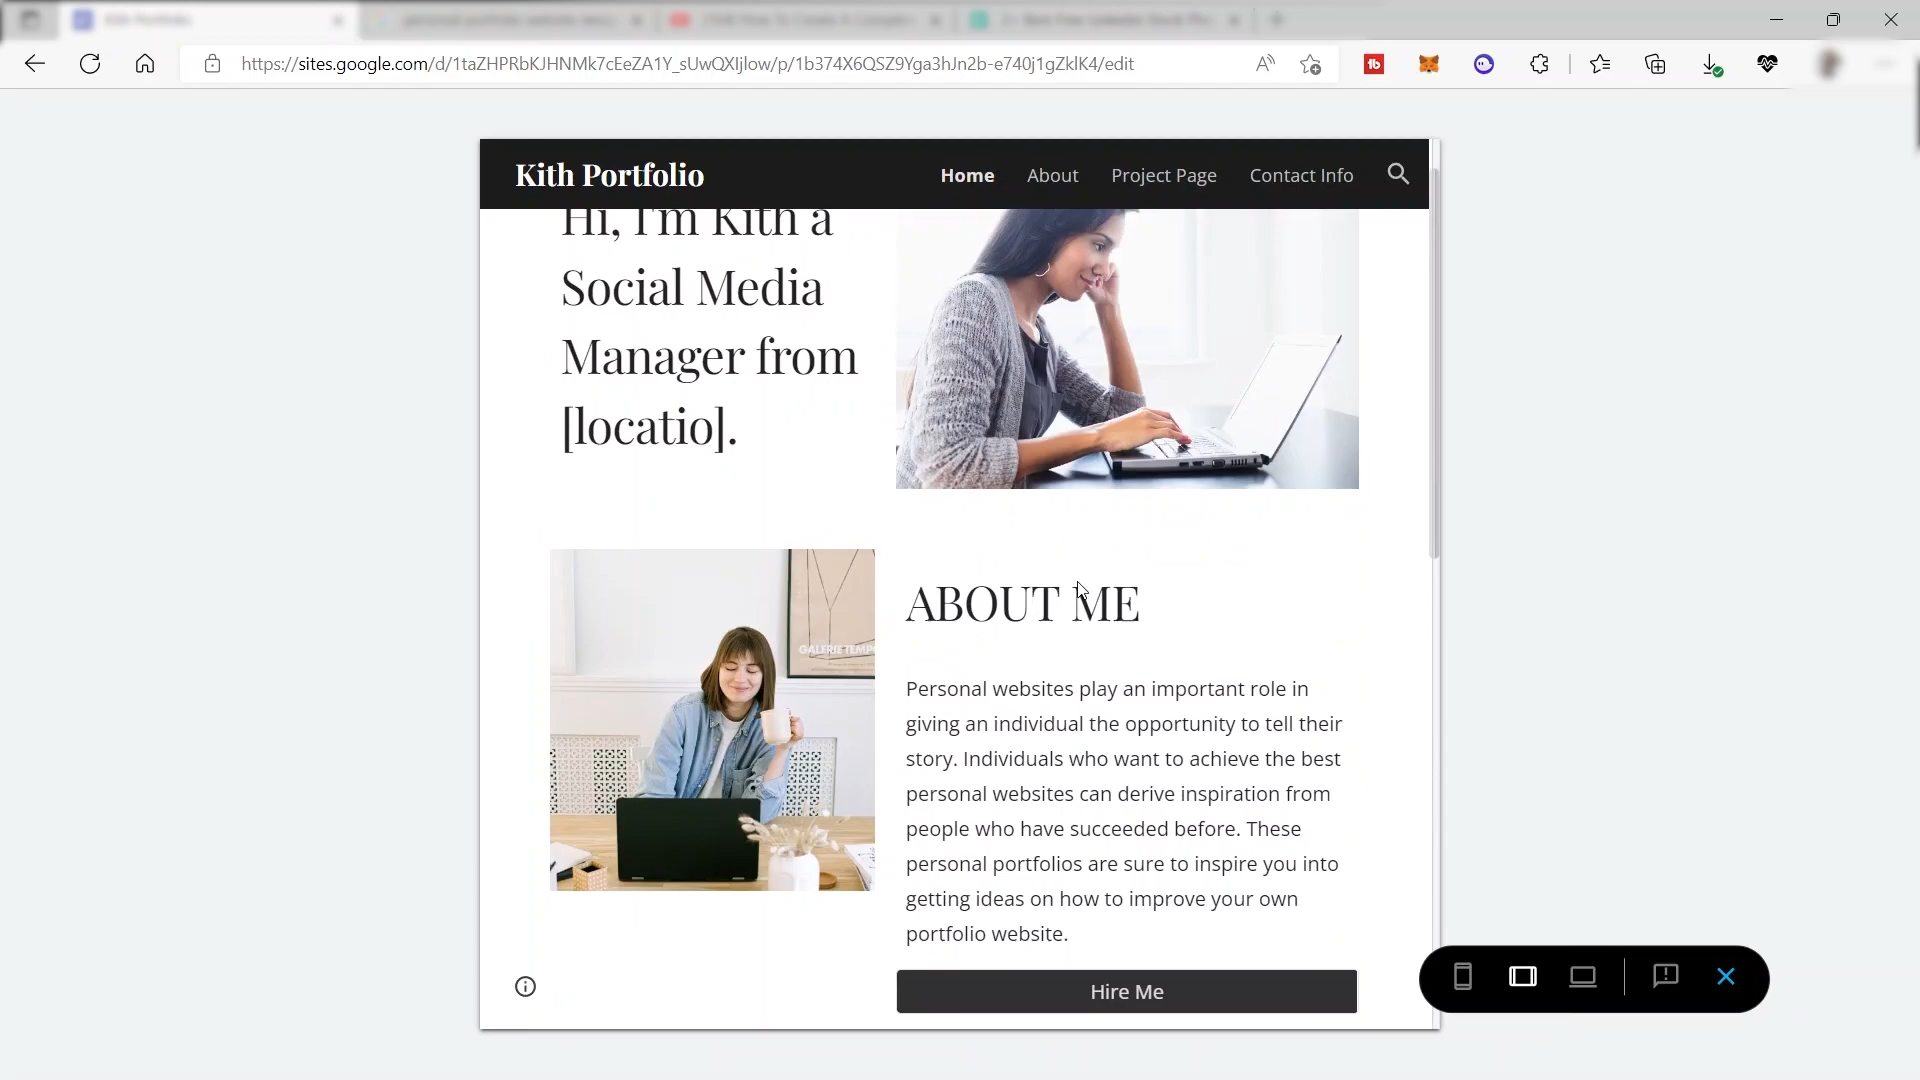 https://sites.google.com/d/1taZHPRbKJHNMk7cEeZA1Y_sUwQXIjlow/p/1b374X6QSZ9Yga3hJn2b-e740j1gZklK4/edit
Kith Portfolio
Home
About
Project Page
Contact Info
Hi, I'm Kith a
Social Media
Manager from
[locatio].
GALERIE TEMP
ABOUT ME
Personal websites play an important role in
giving an individual the opportunity to tell their
story. Individuals who want to achieve the best
personal websites can derive inspiration from
people who have succeeded before. These
personal portfolios are sure to inspire you into
getting ideas on how to improve your own
portfolio website.
Hire Me